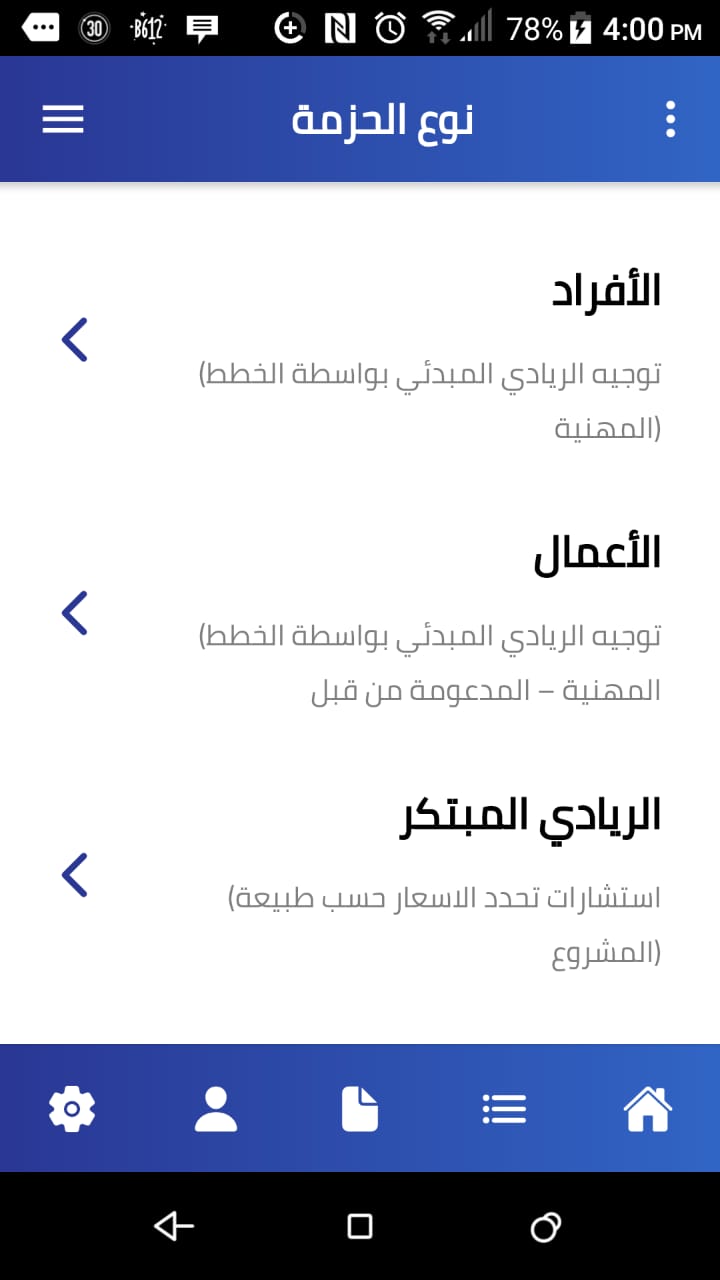 30 B612 78% 4:00 PM
نوع الحزمة
الأفراد
توجيه الريادي المبدئي بواسطة الخطط)
(المهنية
الأعمال
توجيه الريادي المبدئي بواسطة الخطط)
المهنية – المدعومة من قبل
الريادي المبتكر
استشارات تحدد الاسعار حسب طبيعة)
(المشروع